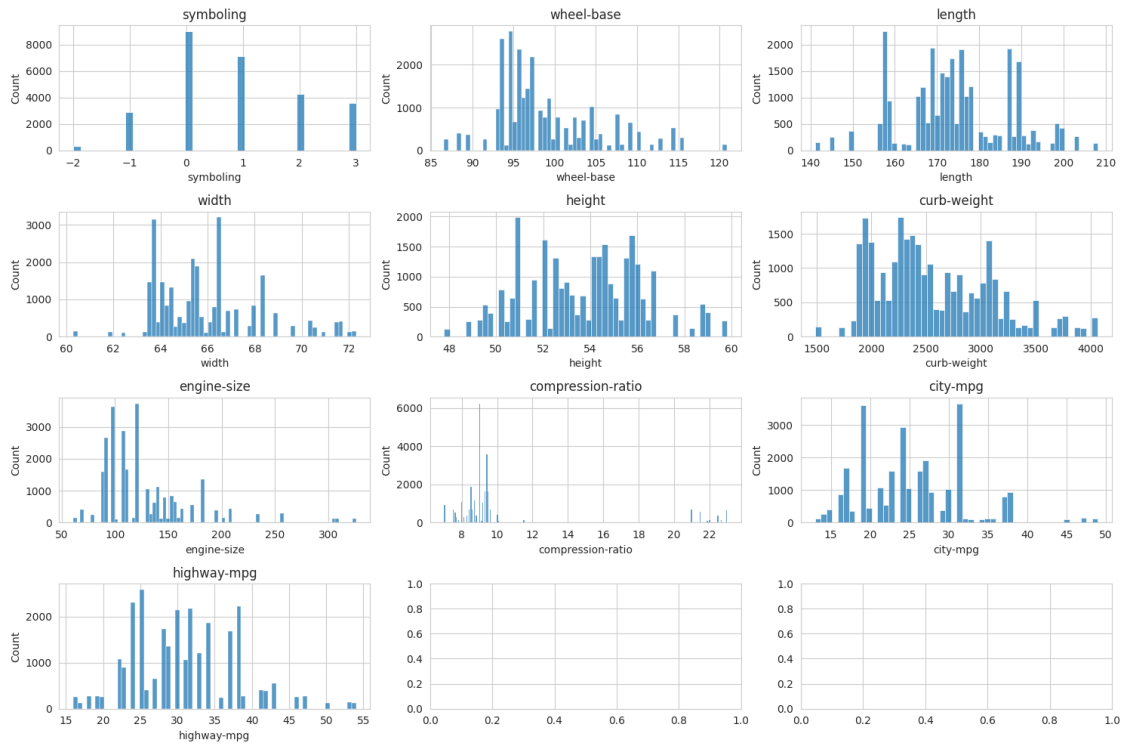 symboling
Count
8000
6000
4000
2000
0
−2 −1 0 1 2 3
symboling
wheel-base
Count
2000
1000
0
85 90 95 100 105 110 115 120
wheel-base
length
Count
2000
1500
1000
500
0
140 150 160 170 180 190 200 210
length
width
Count
3000
2000
1000
0
60 62 64 66 68 70 72
width
height
Count
2000
1500
1000
500
0
48 50 52 54 56 58 60
height
curb-weight
Count
1500
1000
500
0
1500 2000 2500 3000 3500 4000
curb-weight
engine-size
Count
3000
2000
1000
0
50 100 150 200 250 300
engine-size
compression-ratio
Count
6000
4000
2000
0
8 10 12 14 16 18 20 22
compression-ratio
city-mpg
Count
3000
2000
1000
0
15 20 25 30 35 40 45 50
city-mpg
highway-mpg
Count
2000
1000
0
15 20 25 30 35 40 45 50 55
highway-mpg
1.0
0.8
0.6
0.4
0.2
0.0
0.0 0.2 0.4 0.6 0.8 1.0
1.0
0.8
0.6
0.4
0.2
0.0
0.0 0.2 0.4 0.6 0.8 1.0